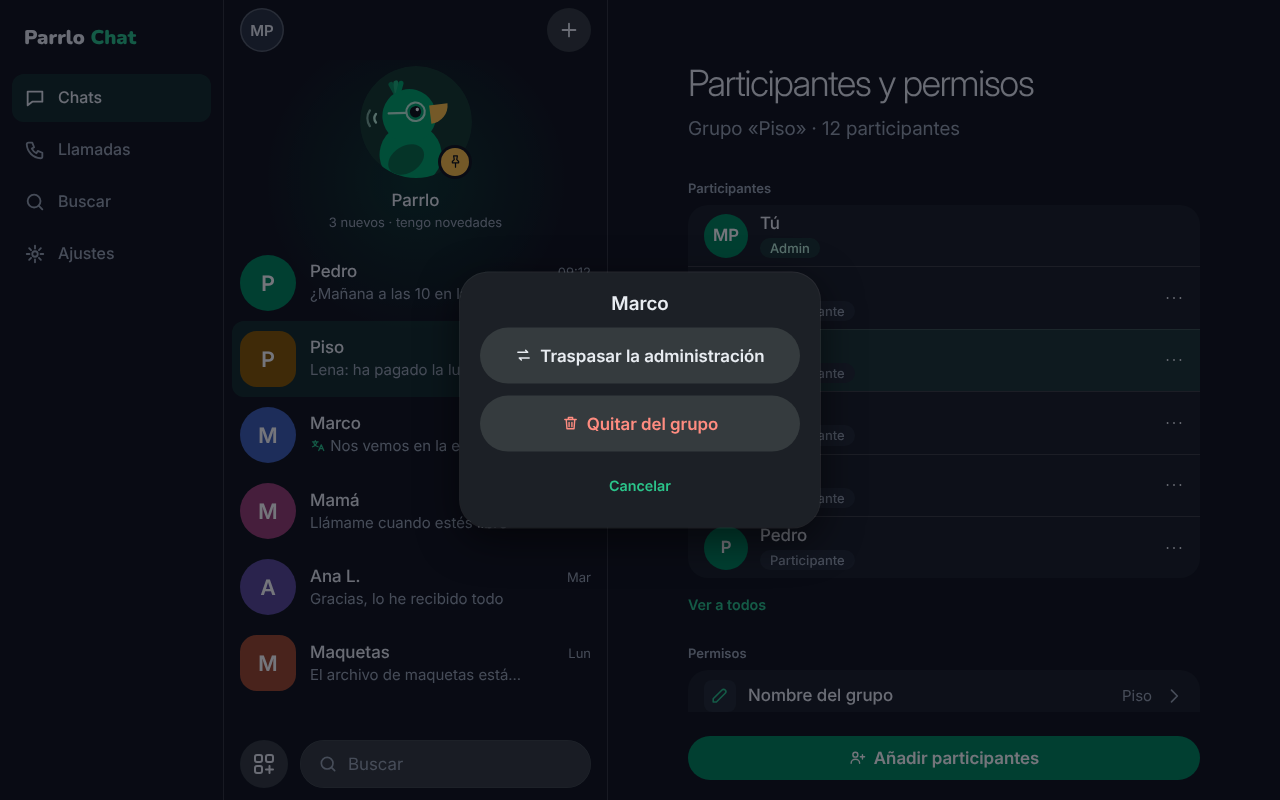 Parrlo Chat
Chats
Llamadas
Buscar
Ajustes
MP
Parrlo
3 nuevos · tengo novedades
P
Pedro
¿Mañana a las 10 en
P
Piso
Lena: ha pagado la
M
Marco
Nos vemos en la
M
Mamá
Llámame cuando estés
A
Ana L.
Mar
Gracias, lo he recibido todo
M
Maquetas
Lun
El archivo de maquetas está...
Buscar
Participantes y permisos
Grupo «Piso» · 12 participantes
Participantes
MP
Tú
Admin
P
Pedro
Participante
Ver a todos
Permisos
Nombre del grupo
Piso
Añadir participantes
Marco
Traspasar la administración
Quitar del grupo
Cancelar